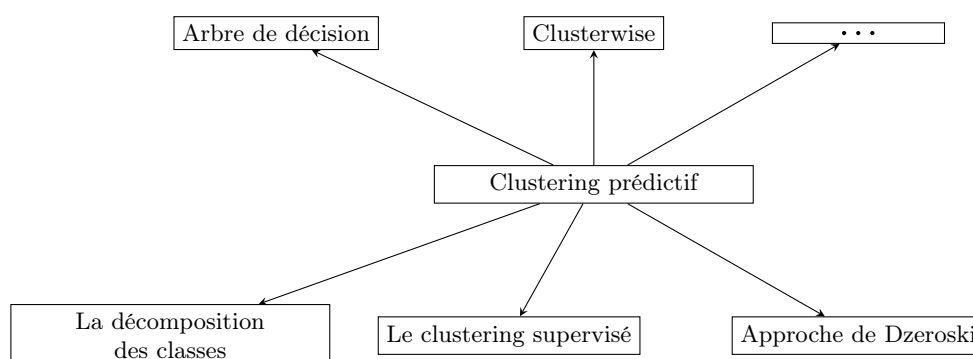 Arbre de décision
Clusterwise
• • •
Clustering prédictif
La décomposition
des classes
Le clustering supervisé
Approche de Dzeroski